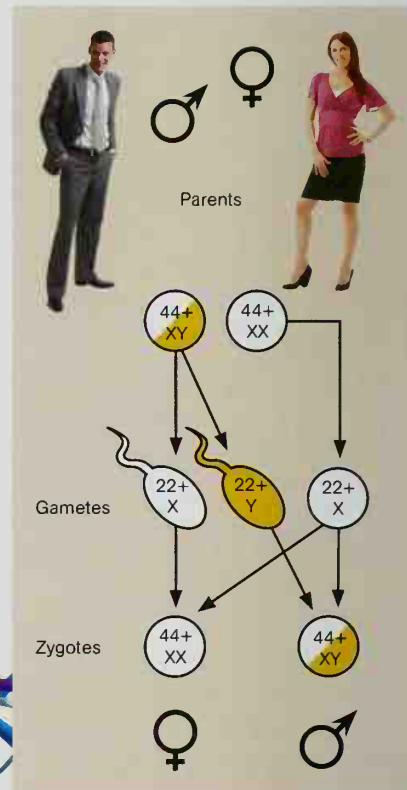 Parents
44+
XY
44+
XX
Gametes
22+
X
22+
Y
22+
X
Zygotes
44+
XX
44+
XY